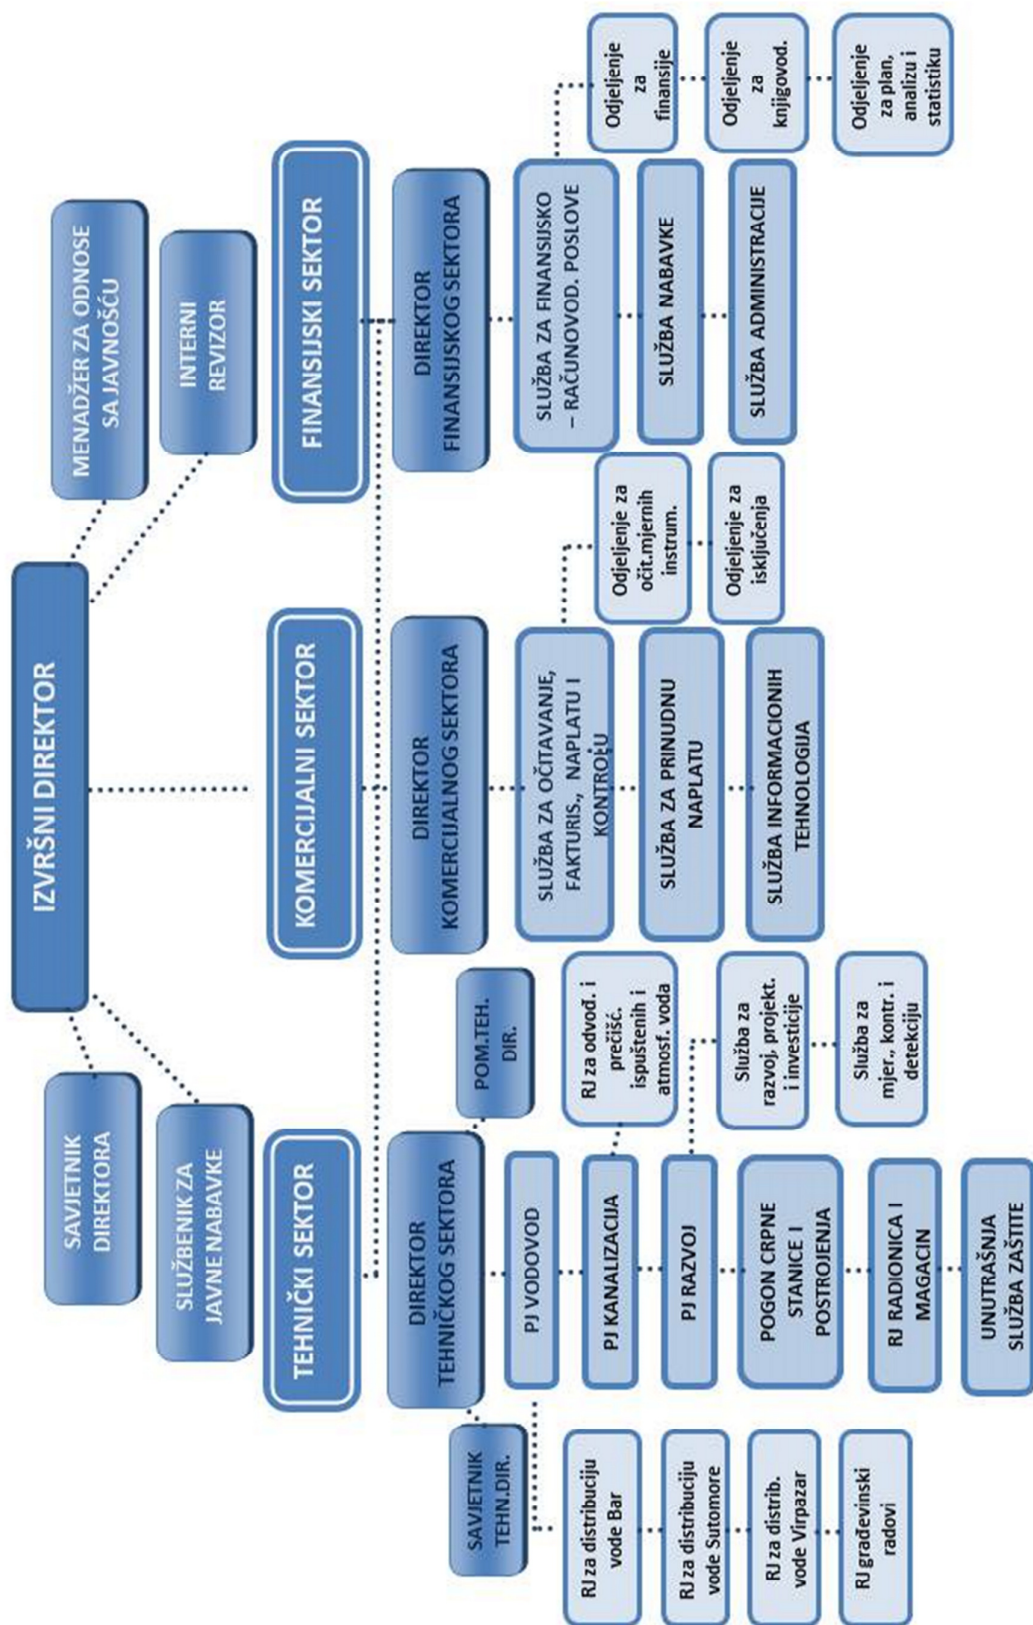 IZVRŠNI DIREKTOR
SAVJETNIK
DIREKTORA
SLUŽBENIK ZA
JAVNE NABAVKE
MENADŽER ZA ODNOSE
SA JAVNOŠĆU
INTERNI
REVIZOR
TEHNIČKI SEKTOR
KOMERCIJALNI SEKTOR
FINANSIJSKI SEKTOR
SAVJETNIK
TEHN.DIR.
DIREKTOR
TEHNIČKOG SEKTORA
POM.TEH.
DIR.
DIREKTOR
KOMERCIJALNOG SEKTORA
DIREKTOR
FINANSIJSKOG SEKTORA
PJ VODOVOD
PJ KANALIZACIJA
PJ RAZVOJ
POGON CRPNE
STANICE I
POSTROJENJA
RJ RADIONICA I
MAGACIN
UNUTRAŠNJA
SLUŽBA ZAŠTITE
RJ za distribuciju
vode Bar
RJ za distribuciju
vode Sutomore
RJ za distrib.
vode Virpazar
RJ građevinski
radovi
RJ za odvođ. i
prečišć.
ispuštenih i
atmosf. voda
Služba za
razvoj, projekt.
i investicije
Služba za
mjer., kontr. i
detekciju
SLUŽBA ZA OČITAVANJE,
FAKTURIS., NAPLATU I
KONTROLU
SLUŽBA ZA PRINUDNU
NAPLATU
SLUŽBA INFORMACIONIH
TEHNOLOGIJA
Odjeljenje za
očit.mjernih
instrum.
Odjeljenje za
isključenja
SLUŽBA ZA FINANSIJSKO
– RAČUNOVOD. POSLOVE
SLUŽBA NABAVKE
SLUŽBA ADMINISTRACIJE
Odjeljenje
za
finansije
Odjeljenje
za
knjigovod.
Odjeljenje
za plan,
analizu i
statistiku